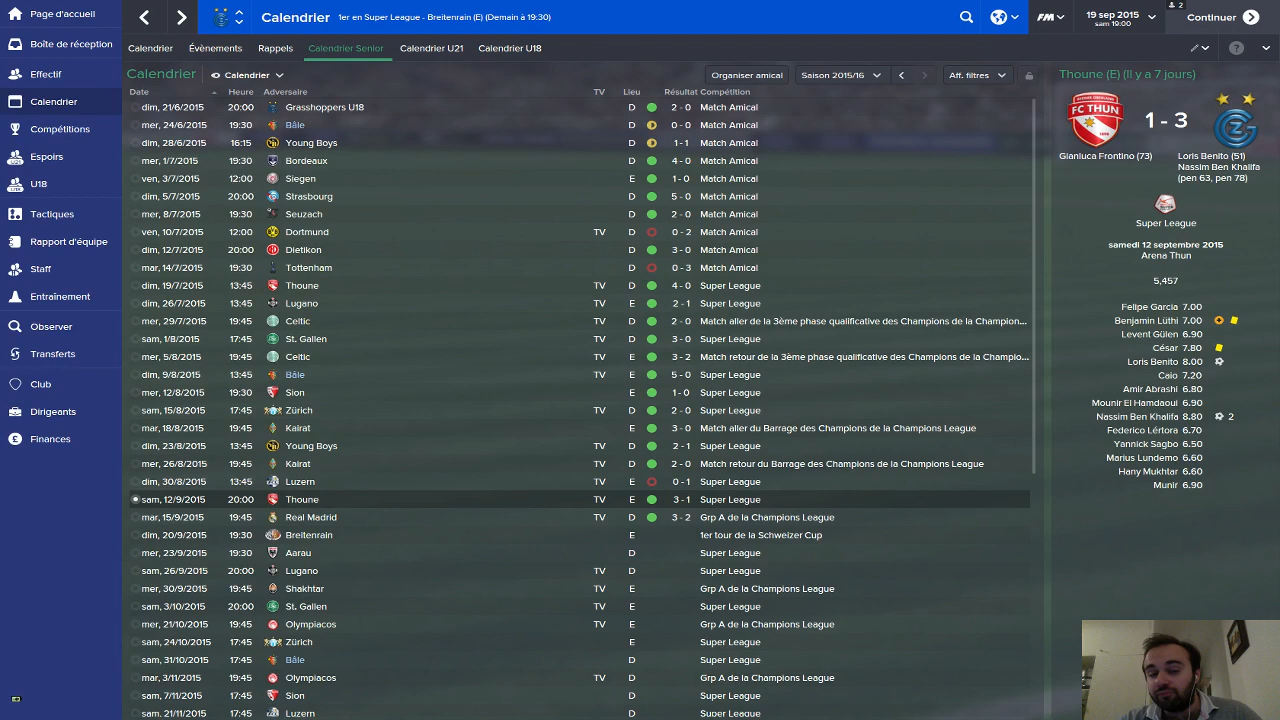 Page d'accueil
Boîte de réception
Effectif
Calendrier
Compétitions
Espoirs
U18
Tactiques
Rapport d'équipe
Staff
Entraînement
Observer
Transferts
Club
Dirigeants
Finances
Calendrier
1er en Super League - Breitenrain (E) (Demain à 19:30)
FM
19 sep 2015
sam 19:00
2
Continuer
Calendrier Évènements Rappels Calendrier Senior Calendrier U21 Calendrier U18
Calendrier Calendrier Organiser amical Saison 2015/16 Aff. filtres
Date Heure Adversaire TV Lieu Résultat Compétition
dim, 21/6/2015 20:00 Grasshoppers U18 D 2 - 0 Match Amical
mer, 24/6/2015 19:30 Bâle D 0 - 0 Match Amical
dim, 28/6/2015 16:15 Young Boys D 1 - 1 Match Amical
mer, 1/7/2015 19:30 Bordeaux D 4 - 0 Match Amical
ven, 3/7/2015 12:00 Siegen E 1 - 0 Match Amical
dim, 5/7/2015 20:00 Strasbourg D 5 - 0 Match Amical
mer, 8/7/2015 19:30 Seuzach D 2 - 0 Match Amical
ven, 10/7/2015 12:00 Dortmund TV D 0 - 2 Match Amical
dim, 12/7/2015 20:00 Dietikon D 3 - 0 Match Amical
mar, 14/7/2015 19:30 Tottenham D 0 - 3 Match Amical
dim, 19/7/2015 13:45 Thoune TV D 4 - 0 Super League
dim, 26/7/2015 13:45 Lugano TV E 2 - 1 Super League
mer, 29/7/2015 19:45 Celtic TV D 2 - 0 Match aller de la 3ème phase qualificative des Champions de la Champion...
sam, 1/8/2015 17:45 St. Gallen TV D 3 - 0 Super League
mer, 5/8/2015 19:45 Celtic TV E 3 - 2 Match retour de la 3ème phase qualificative des Champions de la Champio...
dim, 9/8/2015 13:45 Bâle TV E 5 - 0 Super League
mer, 12/8/2015 19:30 Sion E 1 - 0 Super League
sam, 15/8/2015 17:45 Zürich TV D 2 - 0 Super League
mar, 18/8/2015 19:45 Kairat E 3 - 0 Match aller du Barrage des Champions de la Champions League
dim, 23/8/2015 13:45 Young Boys TV D 2 - 1 Super League
mer, 26/8/2015 19:45 Kairat TV D 2 - 0 Match retour du Barrage des Champions de la Champions League
dim, 30/8/2015 13:45 Luzern TV E 0 - 1 Super League
sam, 12/9/2015 20:00 Thoune TV E 3 - 1 Super League
mar, 15/9/2015 19:45 Real Madrid TV D 3 - 2 Grp A de la Champions League
dim, 20/9/2015 19:30 Breitenrain E 1er tour de la Schweizer Cup
mer, 23/9/2015 19:30 Aarau D Super League
sam, 26/9/2015 20:00 Lugano TV D Super League
mer, 30/9/2015 19:45 Shakhtar TV E Grp A de la Champions League
sam, 3/10/2015 20:00 St. Gallen TV E Super League
mer, 21/10/2015 19:45 Olympiacos TV E Grp A de la Champions League
sam, 24/10/2015 17:45 Zürich E Super League
sam, 31/10/2015 17:45 Bâle D Super League
mar, 3/11/2015 19:45 Olympiacos TV D Grp A de la Champions League
sam, 7/11/2015 17:45 Sion D Super League
sam, 21/11/2015 17:45 Luzern D Super League
Thoune (E) (Il y a 7 jours)
FC THUN
1898
1 - 3
Gianluca Frontino (73)
Loris Benito (51)
Nassim Ben Khalifa
(pen 63, pen 78)
Super League
samedi 12 septembre 2015
Arena Thun
5,457
Felipe Garcia 7.00
Benjamin Lüthi 7.00
Levent Gülen 6.90
César 7.80
Loris Benito 8.00
Caio 7.20
Amir Abrashi 6.80
Mounir El Hamdaoui 6.90
Nassim Ben Khalifa 8.80 2
Federico Lértora 6.70
Yannick Sagbo 6.50
Marius Lundemo 6.60
Hany Mukhtar 6.60
Munir 6.90